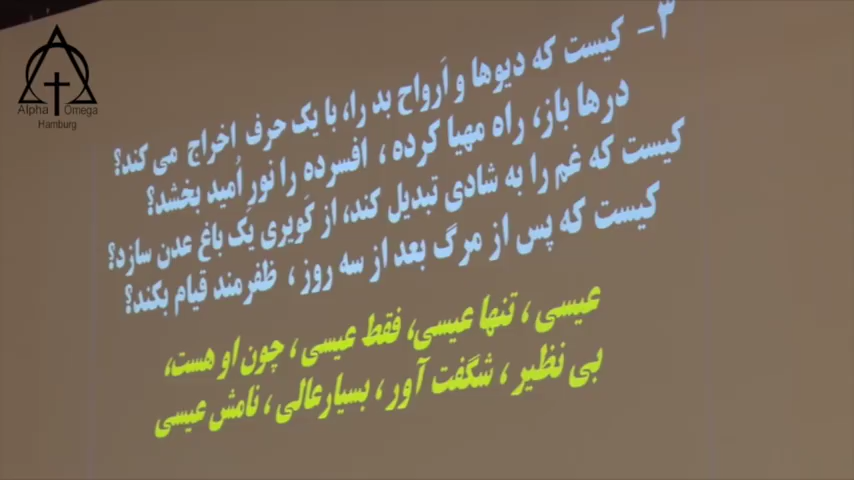 Alpha Omega
Hamburg
۳- کیست که دیوها و اَرواح بد را، با یک حرف اخراج می کند؟
درها باز، راه مهیا کرده ، افسرده را نورِ اُمید بخشد؟
کیست که غم را به شادی تبدیل کند، از کَویری یک باغ عدن سازد؟
کیست که پس از مرگ بعد از سه روز ، ظفرمند قیام بکند؟
عیسی ، تنها عیسی، فقط عیسی ، چون او هست،
بی نظیر ، شگفت آور ، بسیارعالی ، نامش عیسی